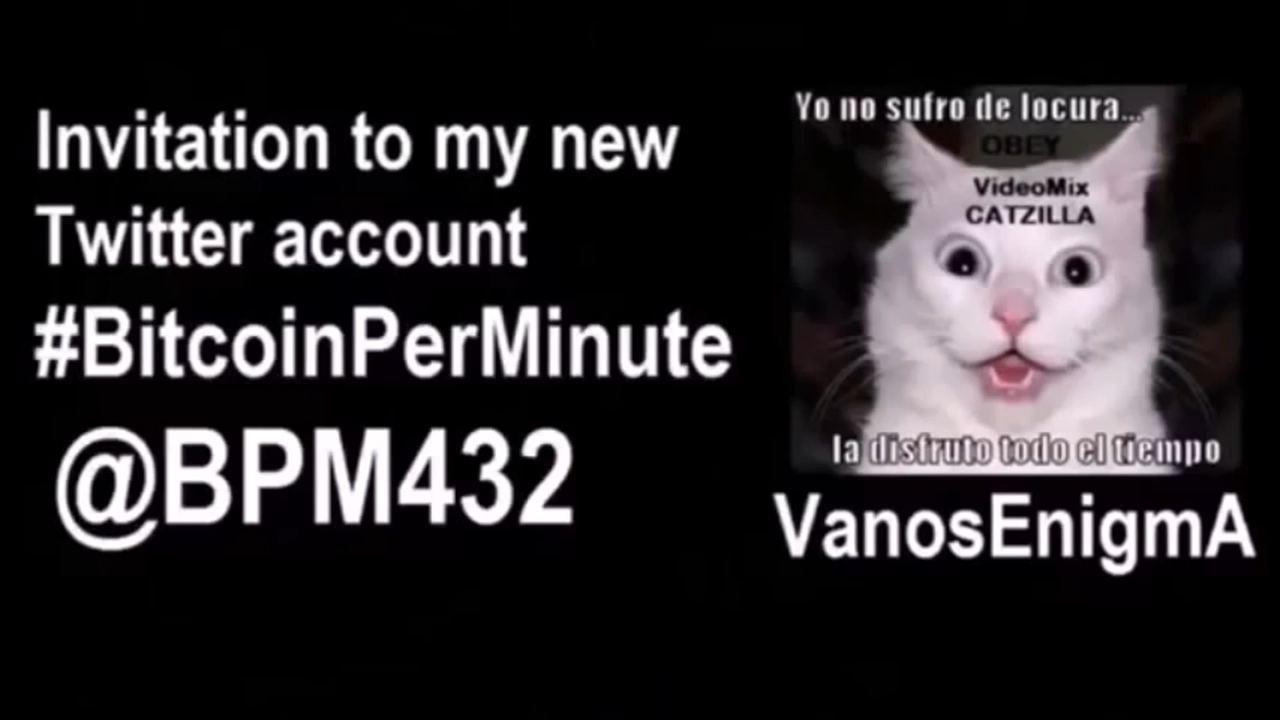 Invitation to my new
Twitter account
#BitcoinPerMinute
@BPM432
Yo no sufro de locura...
OBEY
VideoMix
CATZILLA
la disfruto todo el tiempo
VanosEnigmA